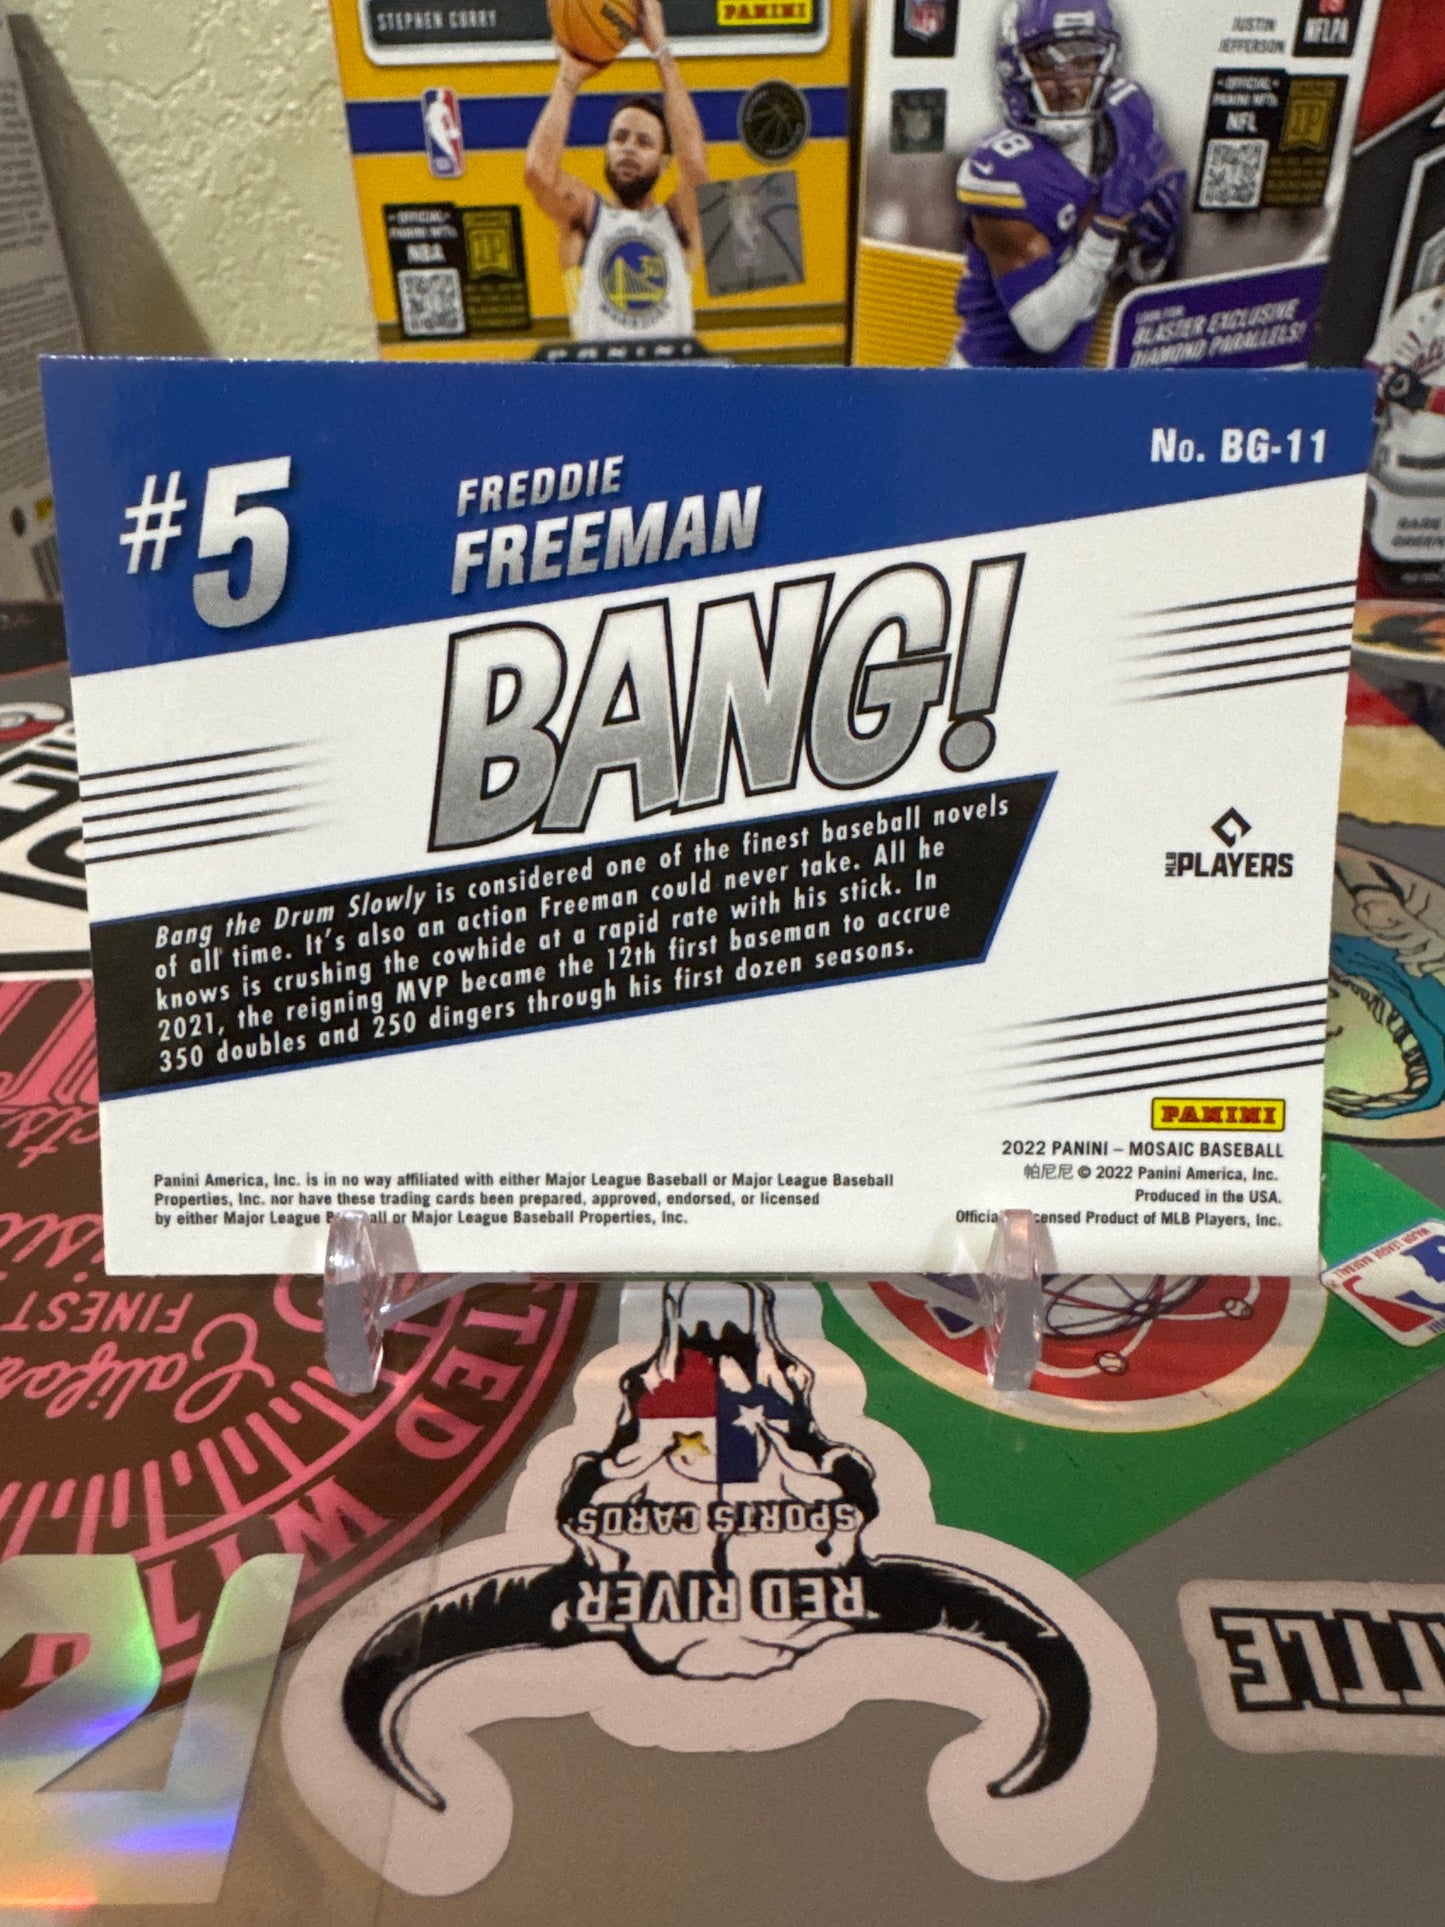 STEPHEN CURRY
PANINI
NBA
JUSTIN
JEFFERSON
NFLPA
NFL
BLASTER EXCLUSIVE
DIAMOND PARALLELS!
#5
FREDDIE
FREEMAN
No. BG-11
BANG!
Bang the Drum Slowly is considered one of the finest baseball novels
of all time. It's also an action Freeman could never take. All he
knows is crushing the cowhide at a rapid rate with his stick. In
2021, the reigning MVP became the 12th first baseman to accrue
350 doubles and 250 dingers through his first dozen seasons.
MLB PLAYERS
PANINI
2022 PANINI – MOSAIC BASEBALL
帕尼尼 © 2022 Panini America, Inc.
Produced in the USA.
Officia censed Product of MLB Players, Inc.
Panini America, Inc. is in no way affiliated with either Major League Baseball or Major League Baseball
Properties, Inc. nor have these trading cards been prepared, approved, endorsed, or licensed
by either Major League B all or Major League Baseball Properties, Inc.
FINEST
SPORTS CARDS
RED RIVER